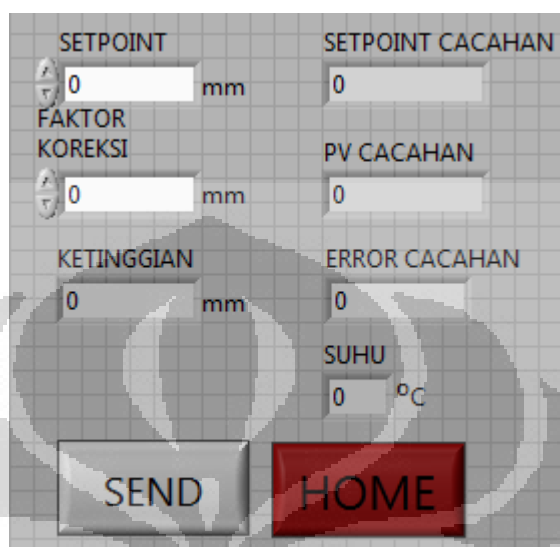 SETPOINT
0 mm
FAKTOR
KOREKSI
0 mm
KETINGGIAN
0 mm
SETPOINT CACAHAN
0
PV CACAHAN
0
ERROR CACAHAN
0
SUHU
0 °C
SEND
HOME